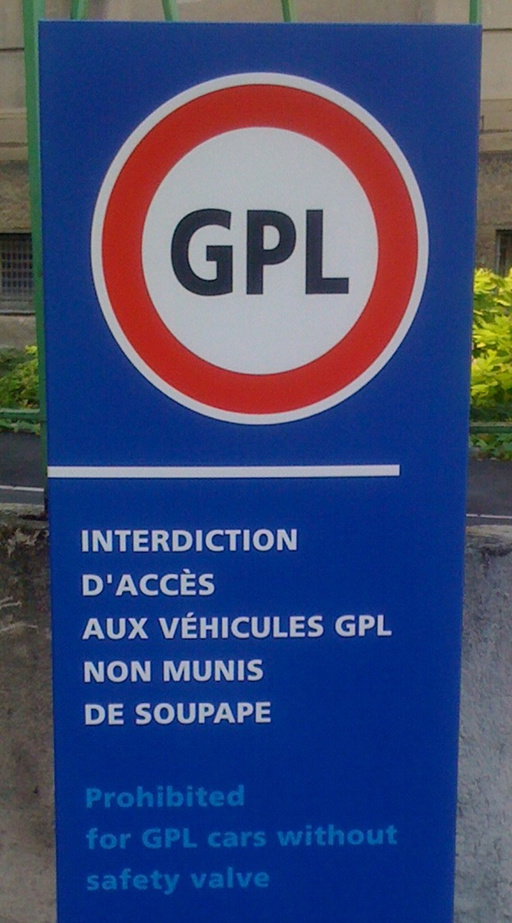 GPL
INTERDICTION
D'ACCÈS
AUX VÉHICULES GPL
NON MUNIS
DE SOUPAPE
Prohibited
for GPL cars without
safety valve